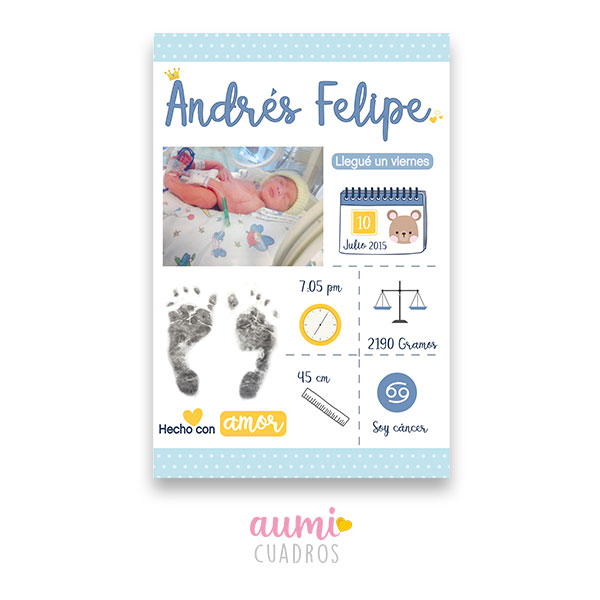 Andrés Felipe
Llegué un viernes
10
Julio 2015
7:05 pm
2190 Gramos
45 cm
Soy càncer
Hecho con amor
aumi
CUADROS